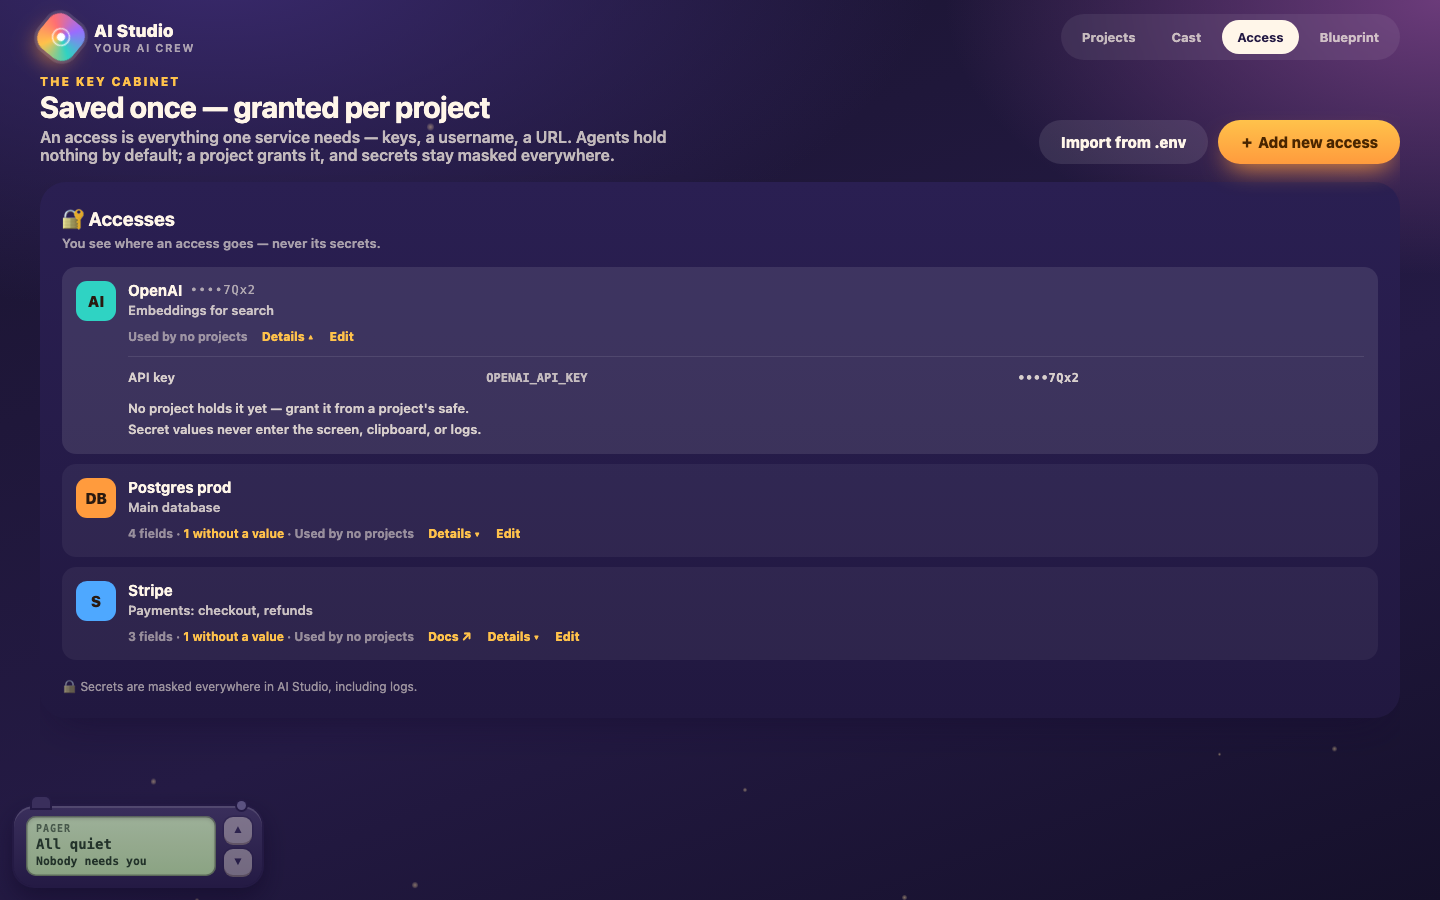 AI Studio
YOUR AI CREW
Projects
Cast
Access
Blueprint
THE KEY CABINET
Saved once — granted per project
An access is everything one service needs — keys, a username, a URL. Agents hold
nothing by default; a project grants it, and secrets stay masked everywhere.
Import from .env
+ Add new access
🔐 Accesses
You see where an access goes — never its secrets.
AI
OpenAI ••••7Qx2
Embeddings for search
Used by no projects Details ▴ Edit
API key OPENAI_API_KEY ••••7Qx2
No project holds it yet — grant it from a project's safe.
Secret values never enter the screen, clipboard, or logs.
DB
Postgres prod
Main database
4 fields · 1 without a value · Used by no projects Details ▾ Edit
S
Stripe
Payments: checkout, refunds
3 fields · 1 without a value · Used by no projects Docs ↗ Details ▾ Edit
🔒 Secrets are masked everywhere in AI Studio, including logs.
PAGER
All quiet
Nobody needs you
▲
▼